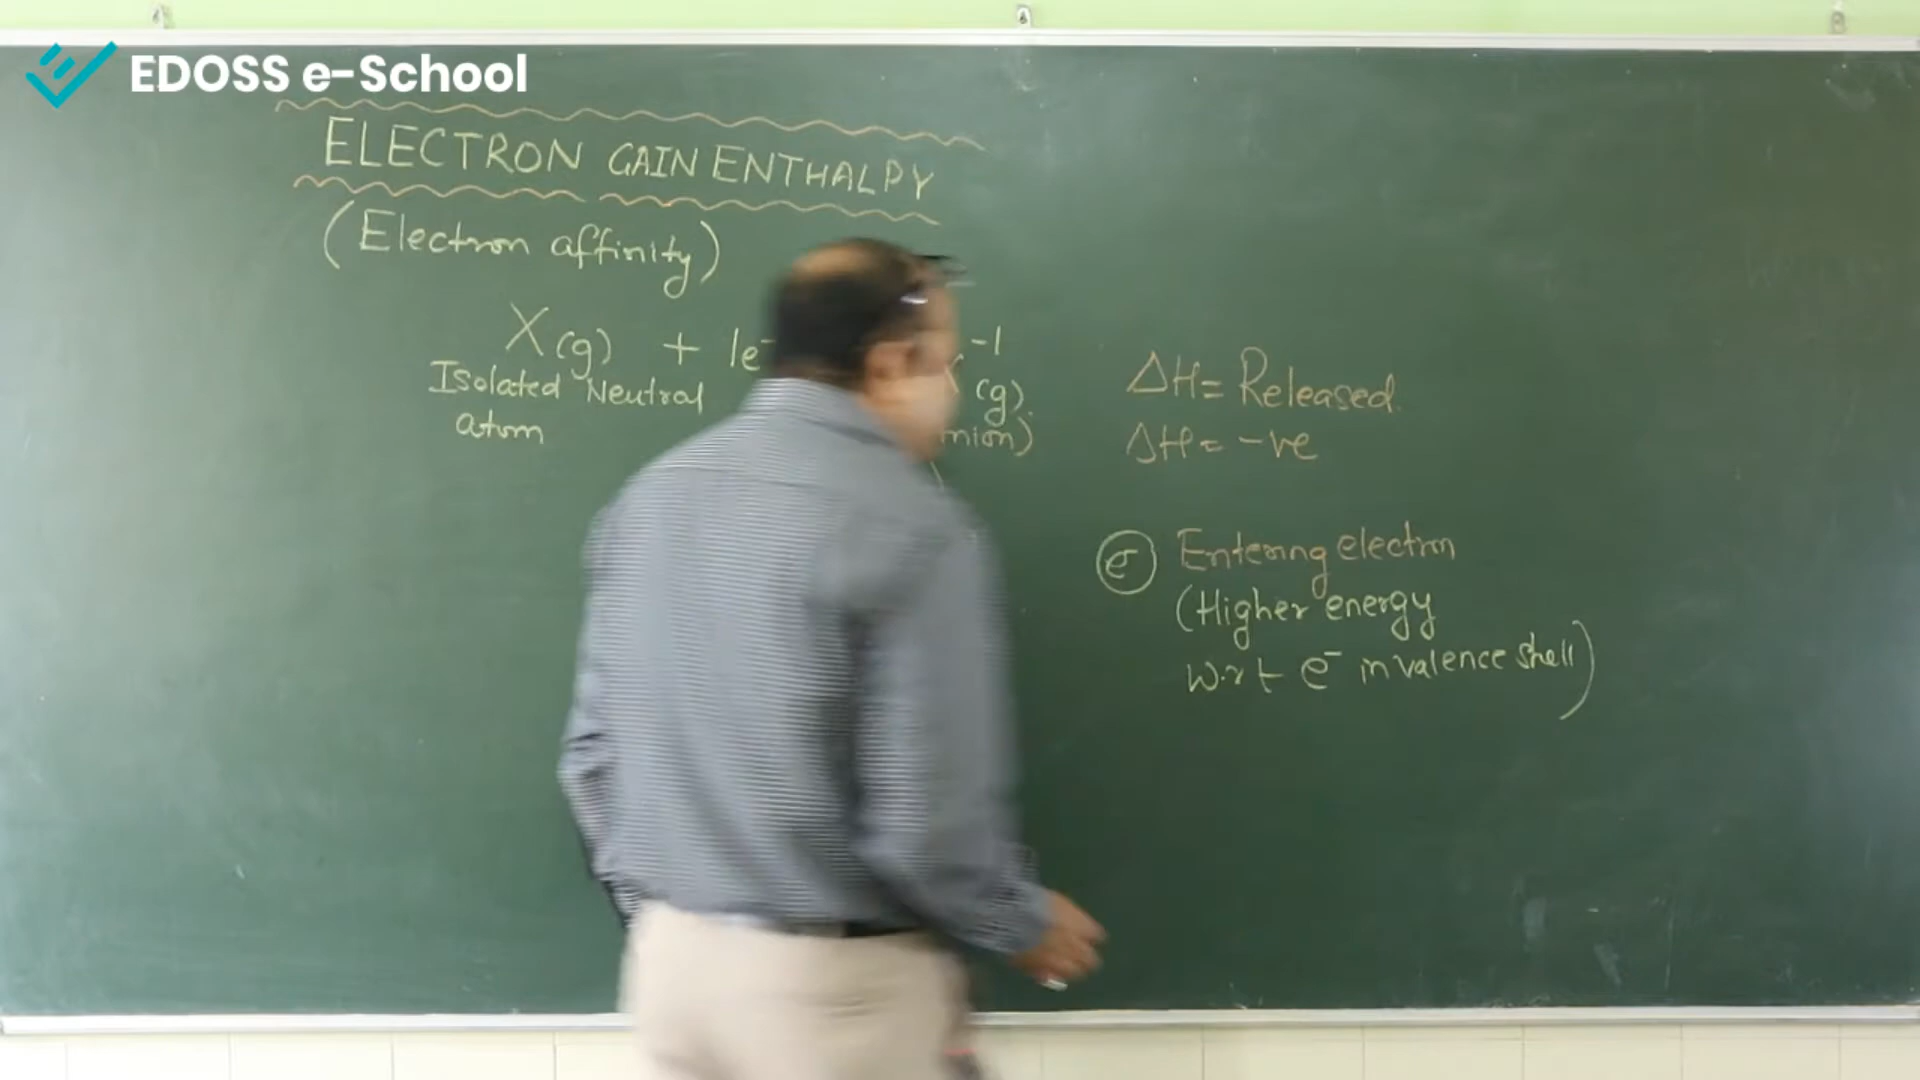 EDOSS e-School
ELECTRON GAIN ENTHALPY
(Electron affinity)
X(g) + 1e⁻
⁻¹
(g).
Isolated Neutral
atom
nion)
ΔH = Released.
ΔH = -ve
e⁻ Entering electron
(Higher energy
w.r.t e⁻ in valence shell)